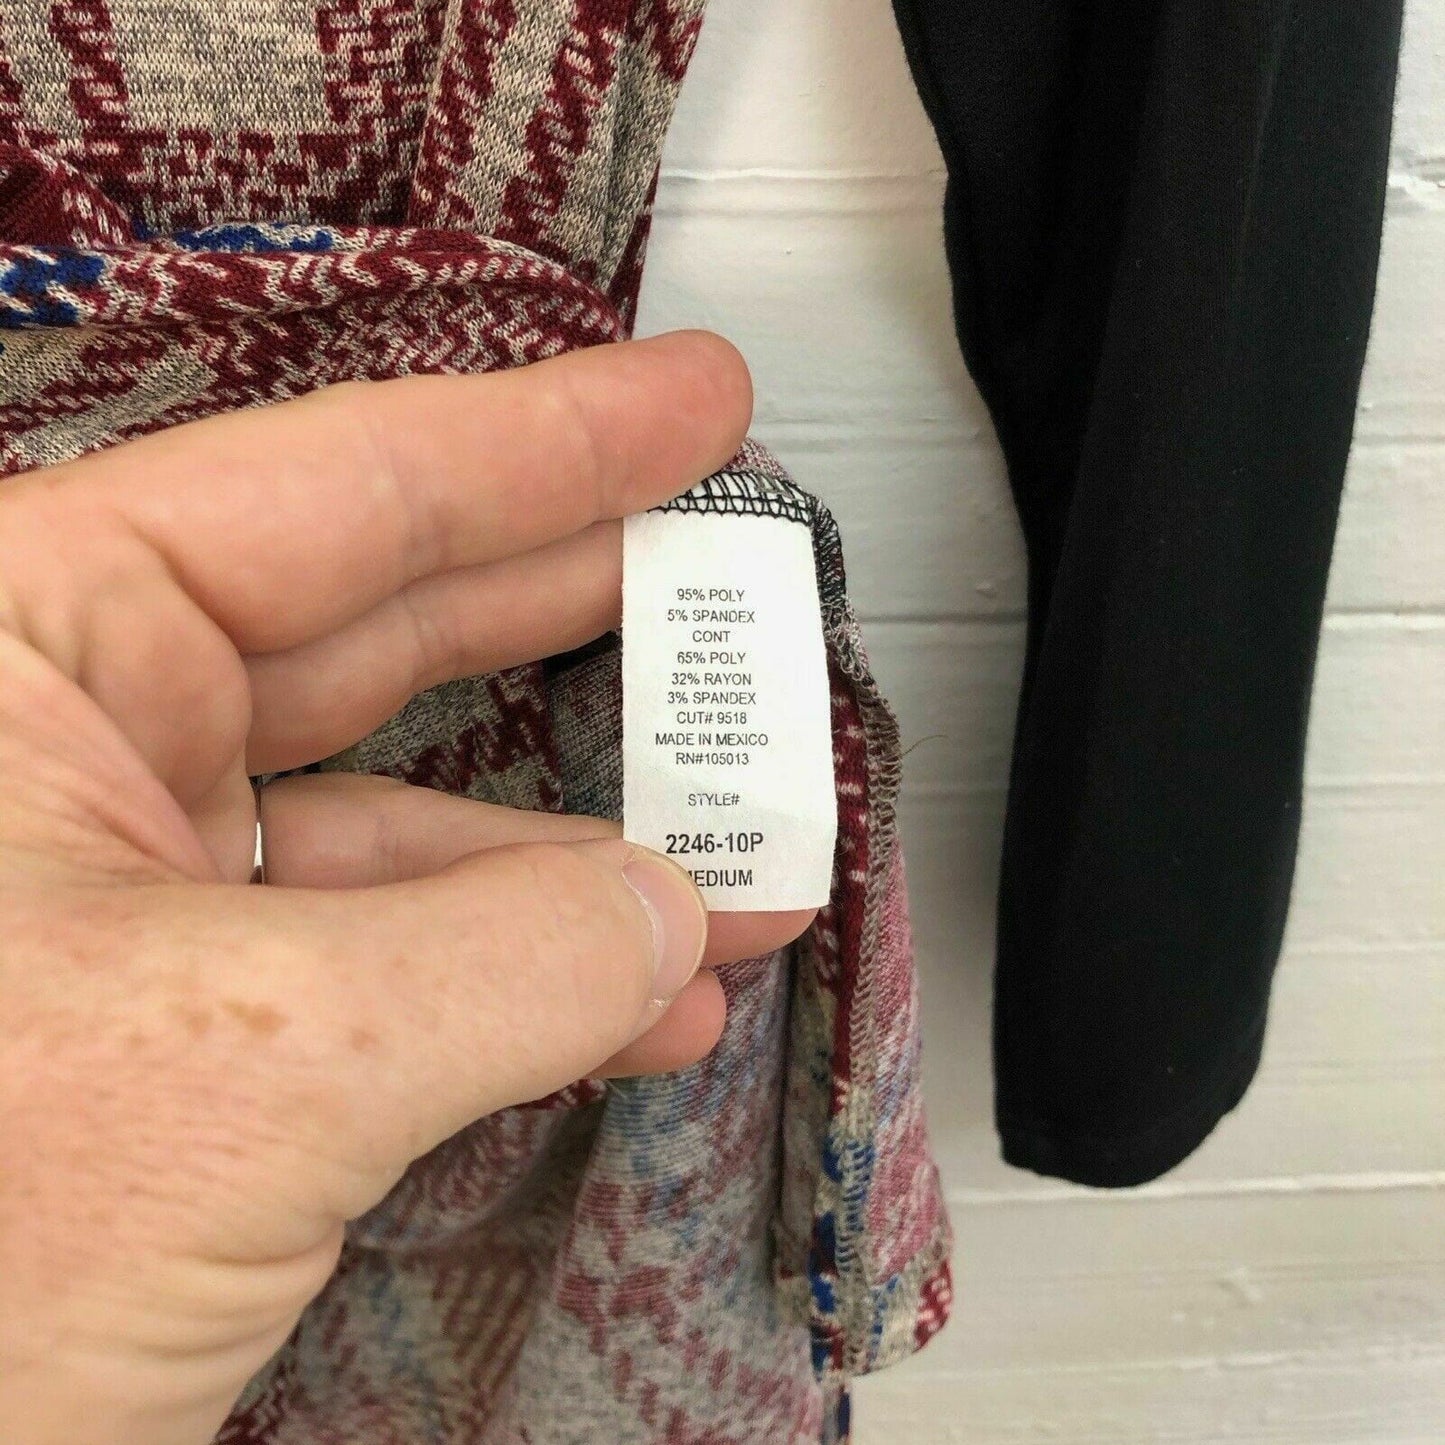 95% POLY
5% SPANDEX
CONT
65% POLY
32% RAYON
3% SPANDEX
CUT# 9518
MADE IN MEXICO
RN#105013
STYLE#
2246-10P
MEDIUM